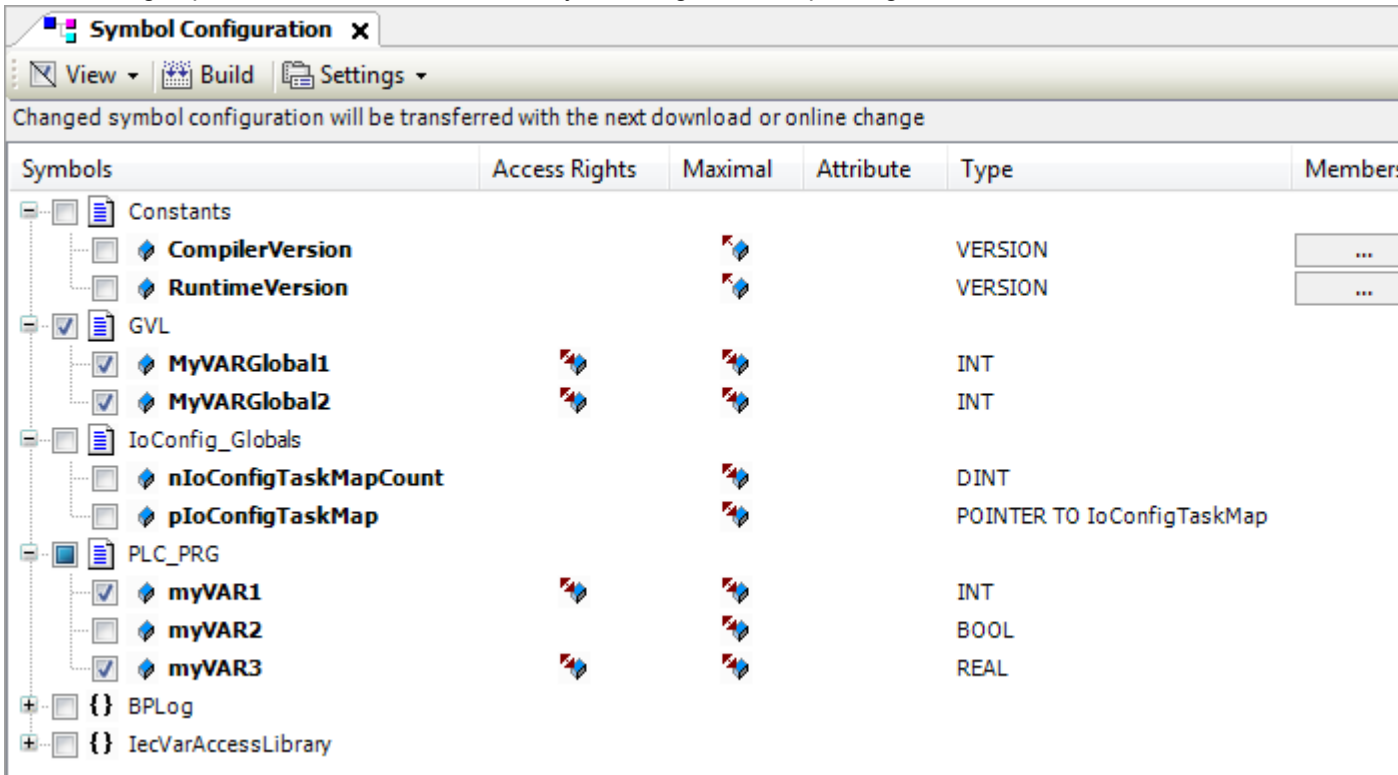 Symbol Configuration
View Build Settings
Changed symbol configuration will be transferred with the next download or online change
Symbols Access Rights Maximal Attribute Type Members
Constants
CompilerVersion VERSION ...
RuntimeVersion VERSION ...
GVL
MyVARGlobal1 INT
MyVARGlobal2 INT
IoConfig_Globals
nIoConfigTaskMapCount DINT
pIoConfigTaskMap POINTER TO IoConfigTaskMap
PLC_PRG
myVAR1 INT
myVAR2 BOOL
myVAR3 REAL
{} BPLog
{} IecVarAccessLibrary